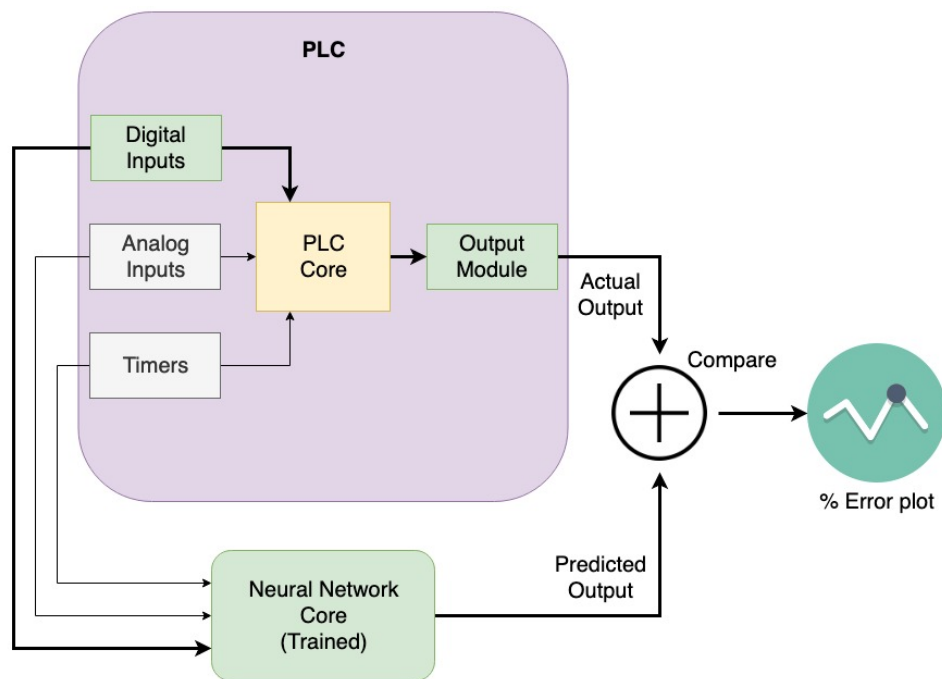 PLC
Digital
Inputs
Analog
Inputs
Timers
PLC
Core
Output
Module
Actual
Output
Compare
% Error plot
Predicted
Output
Neural Network
Core
(Trained)